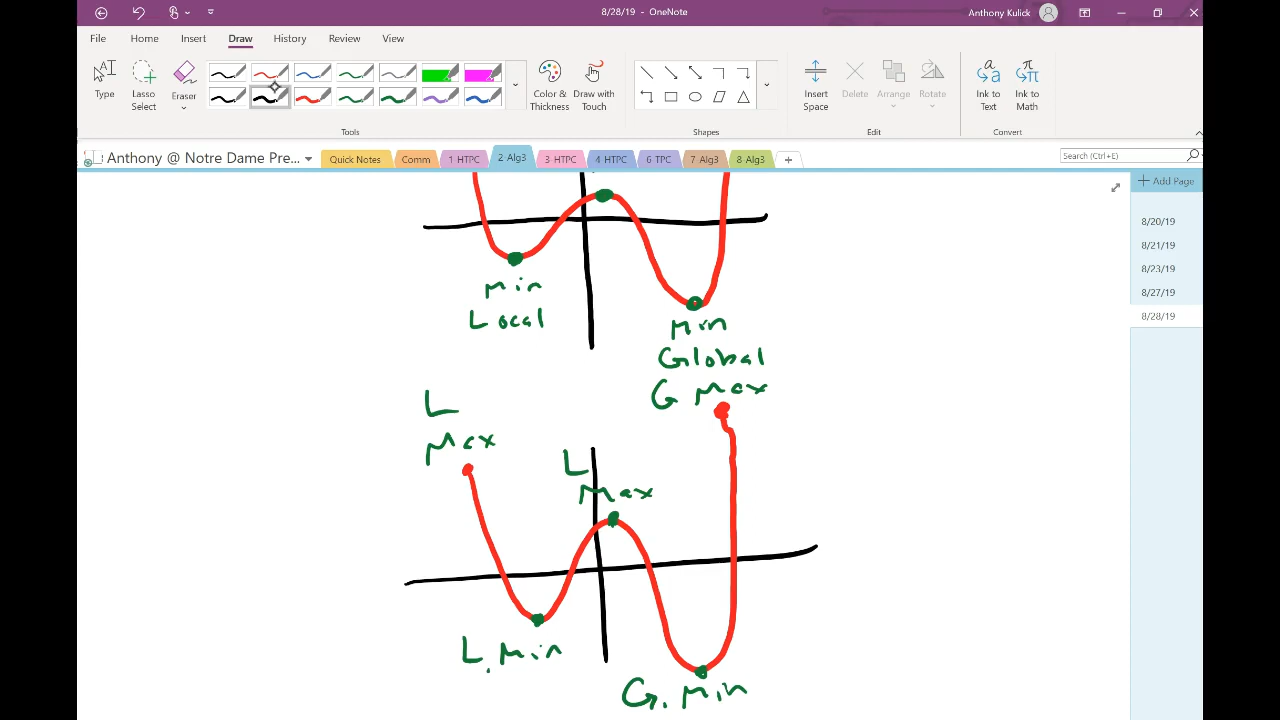 8/28/19 - OneNote
Anthony Kulick
File Home Insert Draw History Review View
Type
Lasso Select
Eraser
Color & Thickness
Draw with Touch
Insert Space
Delete
Arrange
Rotate
Ink to Text
Ink to Math
Tools
Shapes
Edit
Convert
Anthony @ Notre Dame Pre...
Quick Notes
Comm
1 HTPC
2 Alg3
3 HTPC
4 HTPC
6 TPC
7 Alg3
8 Alg3
Search (Ctrl+E)
Add Page
8/20/19
8/21/19
8/23/19
8/27/19
8/28/19
Min
Local
Min
Global
G Max
L
Max
L
Max
L. Min
G. Min